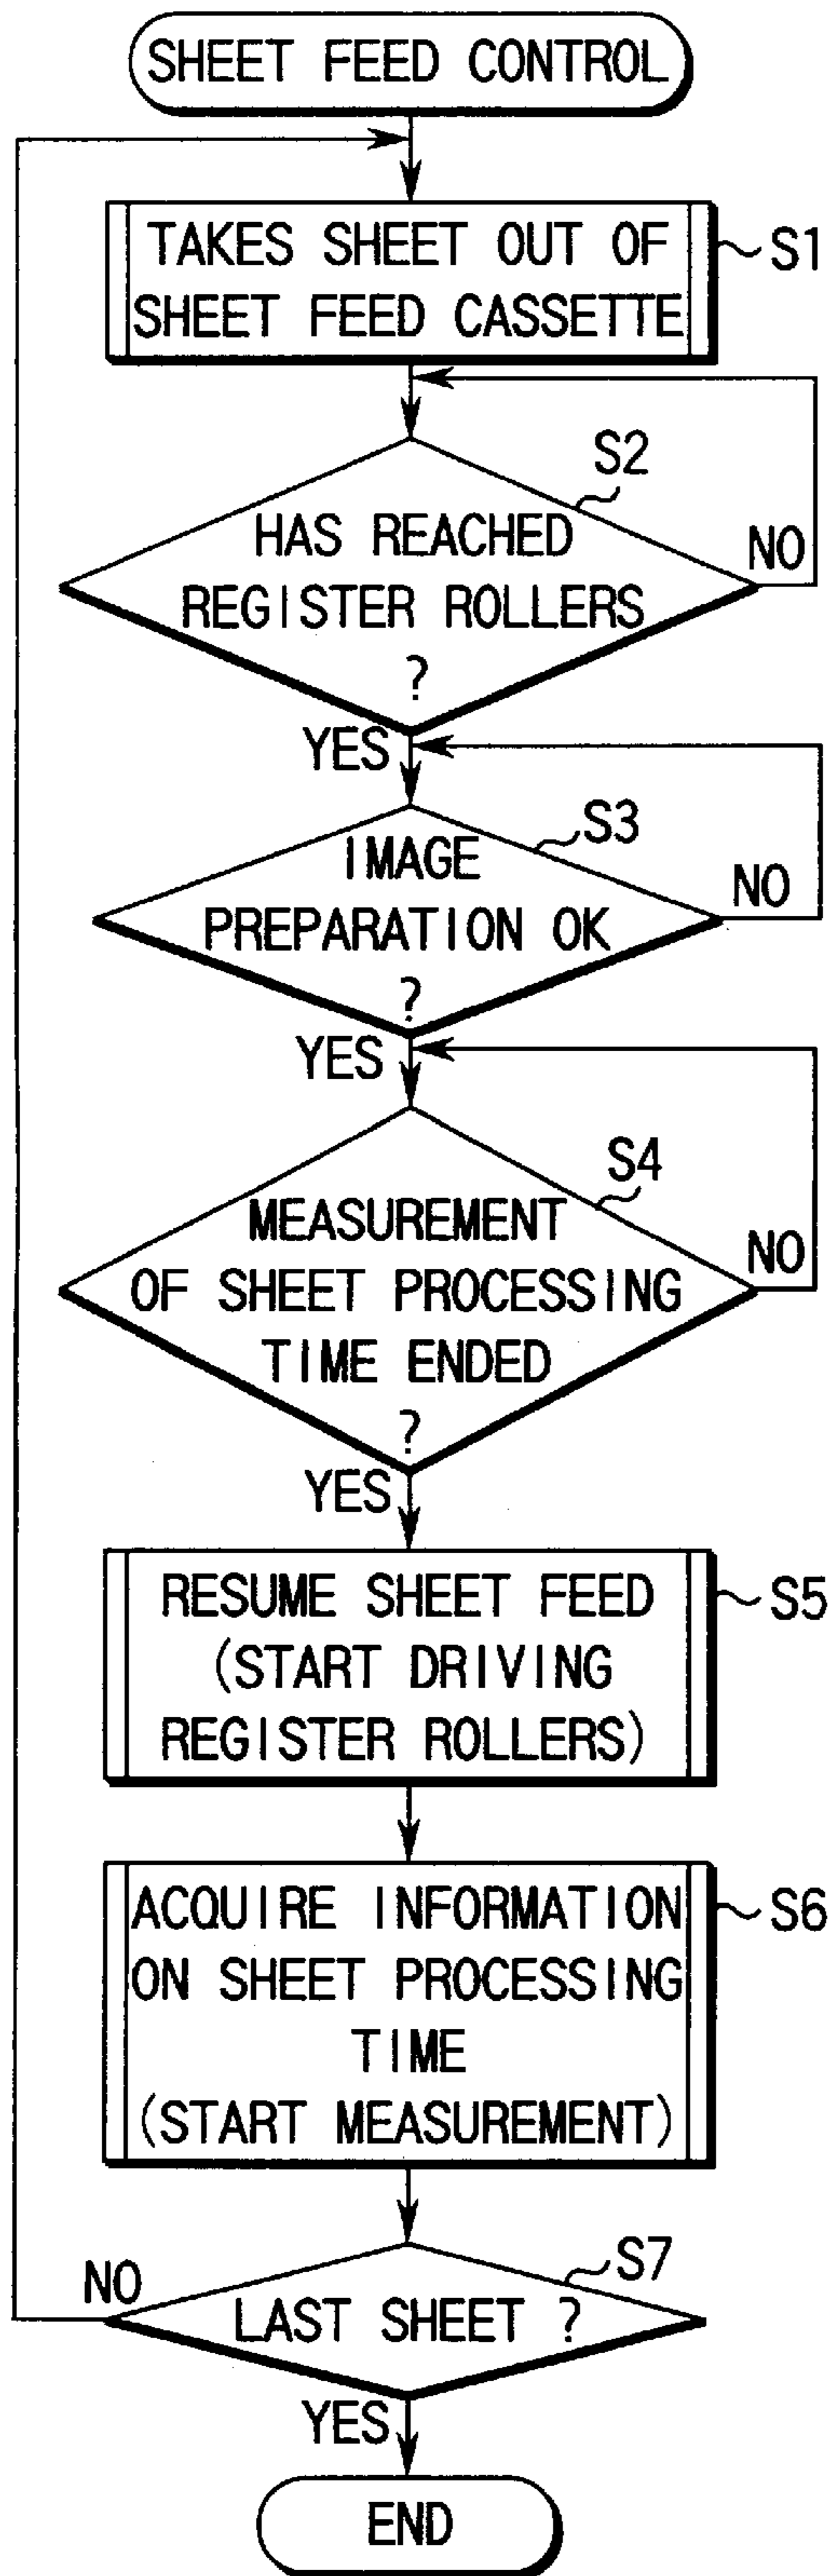 SHEET FEED CONTROL
TAKES SHEET OUT OF
SHEET FEED CASSETTE
S1
S2
HAS REACHED
REGISTER ROLLERS
?
NO
YES
S3
IMAGE
PREPARATION OK
?
NO
YES
S4
MEASUREMENT
OF SHEET PROCESSING
TIME ENDED
?
NO
YES
RESUME SHEET FEED
(START DRIVING
REGISTER ROLLERS)
S5
ACQUIRE INFORMATION
ON SHEET PROCESSING
TIME
(START MEASUREMENT)
S6
S7
NO
LAST SHEET ?
YES
END